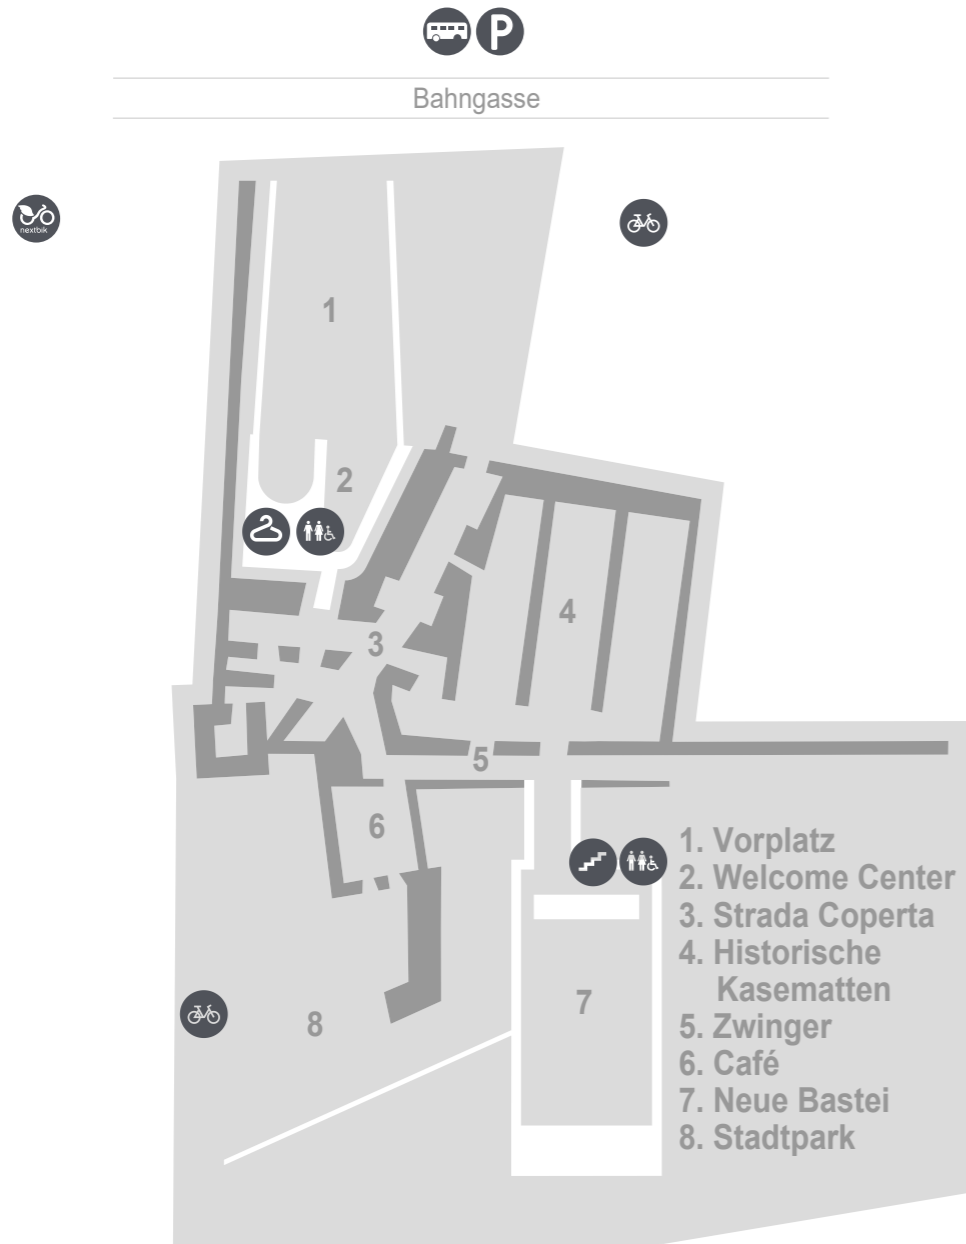 P
Bahngasse
nextbik
1
2
4
3
5
6
1. Vorplatz
2. Welcome Center
3. Strada Coperta
4. Historische
Kasematten
5. Zwinger
6. Café
7. Neue Bastei
8. Stadtpark
7
8